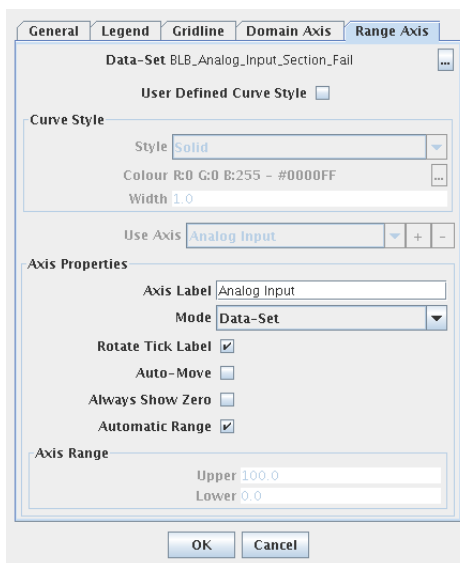 General Legend Gridline Domain Axis Range Axis
Data-Set BLB_Analog_Input_Section_Fail ...
User Defined Curve Style
Curve Style
Style Solid
Colour R:0 G:0 B:255 - #0000FF ...
Width 1.0
Use Axis Analog Input + -
Axis Properties
Axis Label Analog Input
Mode Data-Set
Rotate Tick Label
Auto-Move
Always Show Zero
Automatic Range
Axis Range
Upper 100.0
Lower 0.0
OK Cancel